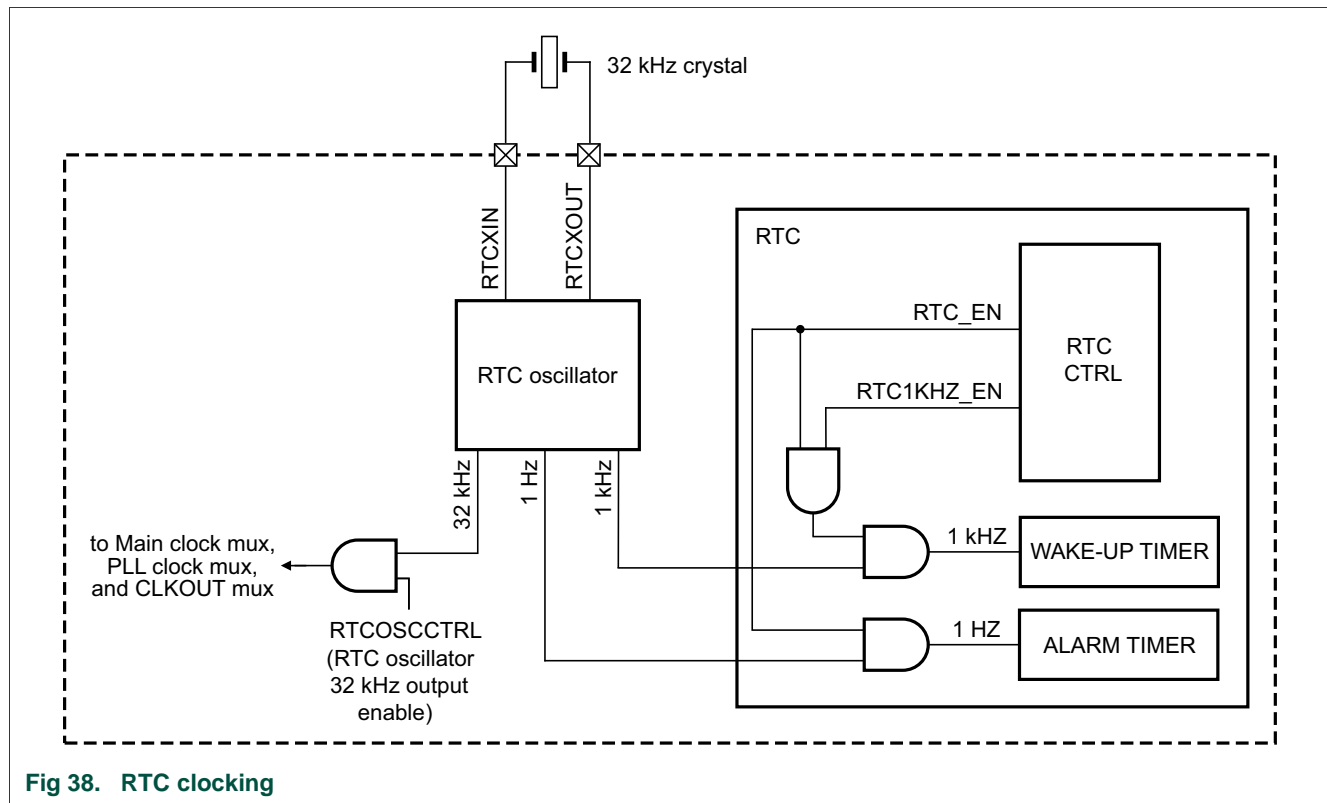 32 kHz crystal
RTCXIN
RTCXOUT
RTC
RTC_EN
RTC
CTRL
RTC oscillator
RTC1KHZ_EN
32 kHz
1 Hz
1 kHz
to Main clock mux,
PLL clock mux,
and CLKOUT mux
1 kHZ
WAKE-UP TIMER
RTCOSCCTRL
(RTC oscillator
32 kHz output
enable)
1 HZ
ALARM TIMER
Fig 38. RTC clocking